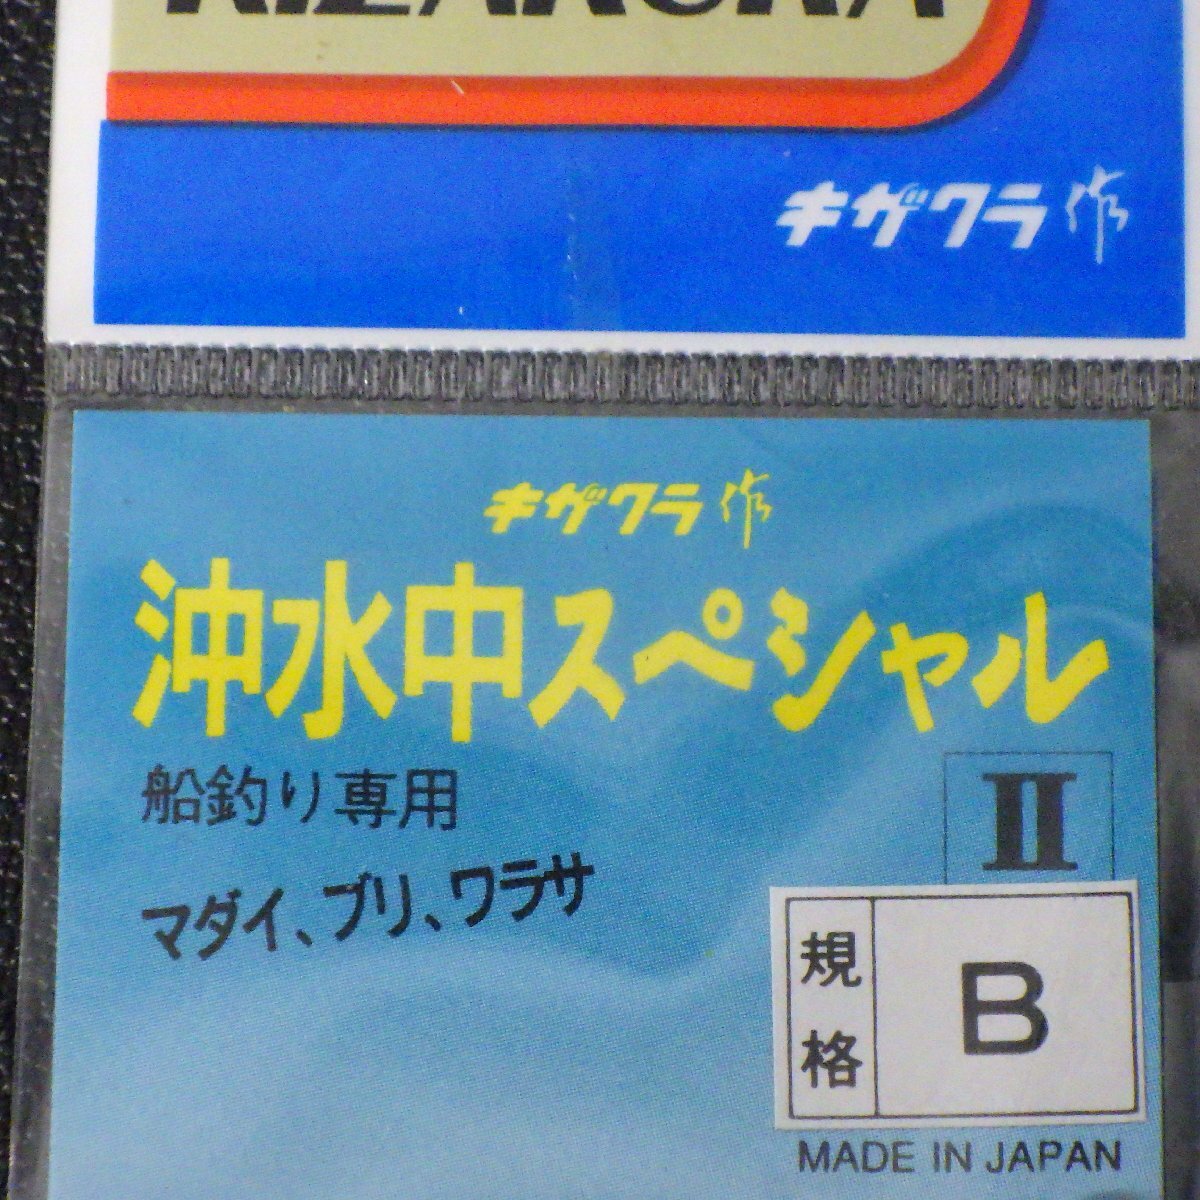 KIZAKURA
キザクラ作
キザクラ作
沖水中スペシャル
船釣り専用
II
マダイ、ブリ、ワラサ
規格 B
MADE IN JAPAN